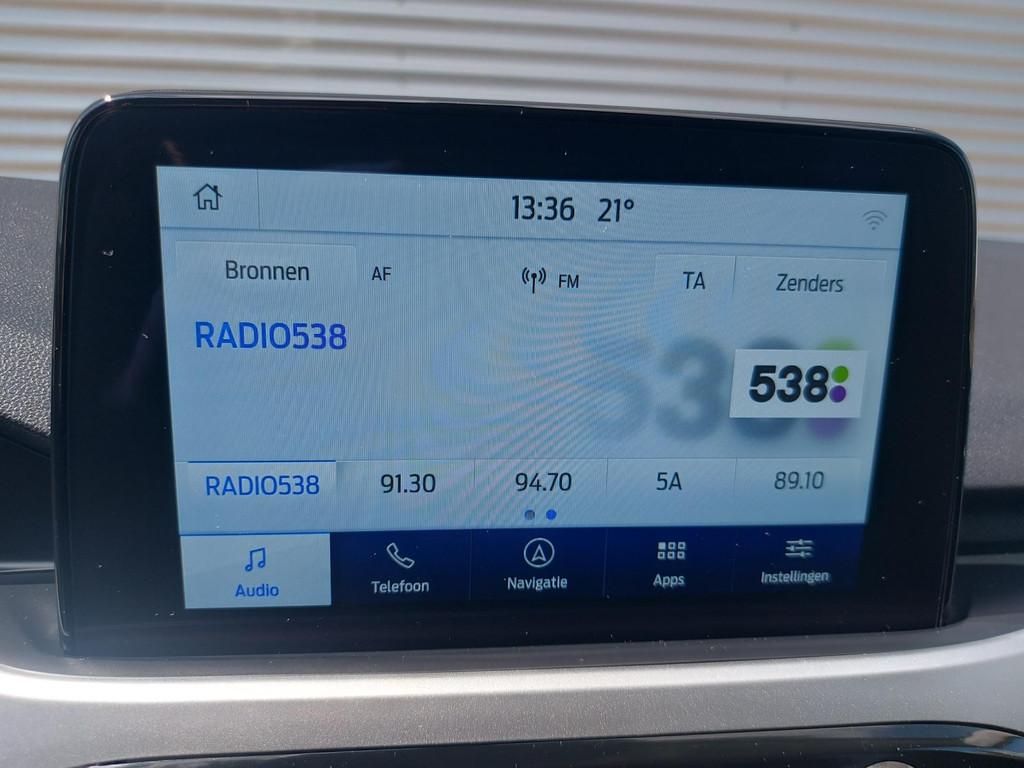 13:36 21°
Bronnen AF FM TA Zenders
RADIO538
538
RADIO538 91.30 94.70 5A 89.10
Audio Telefoon Navigatie Apps Instellingen